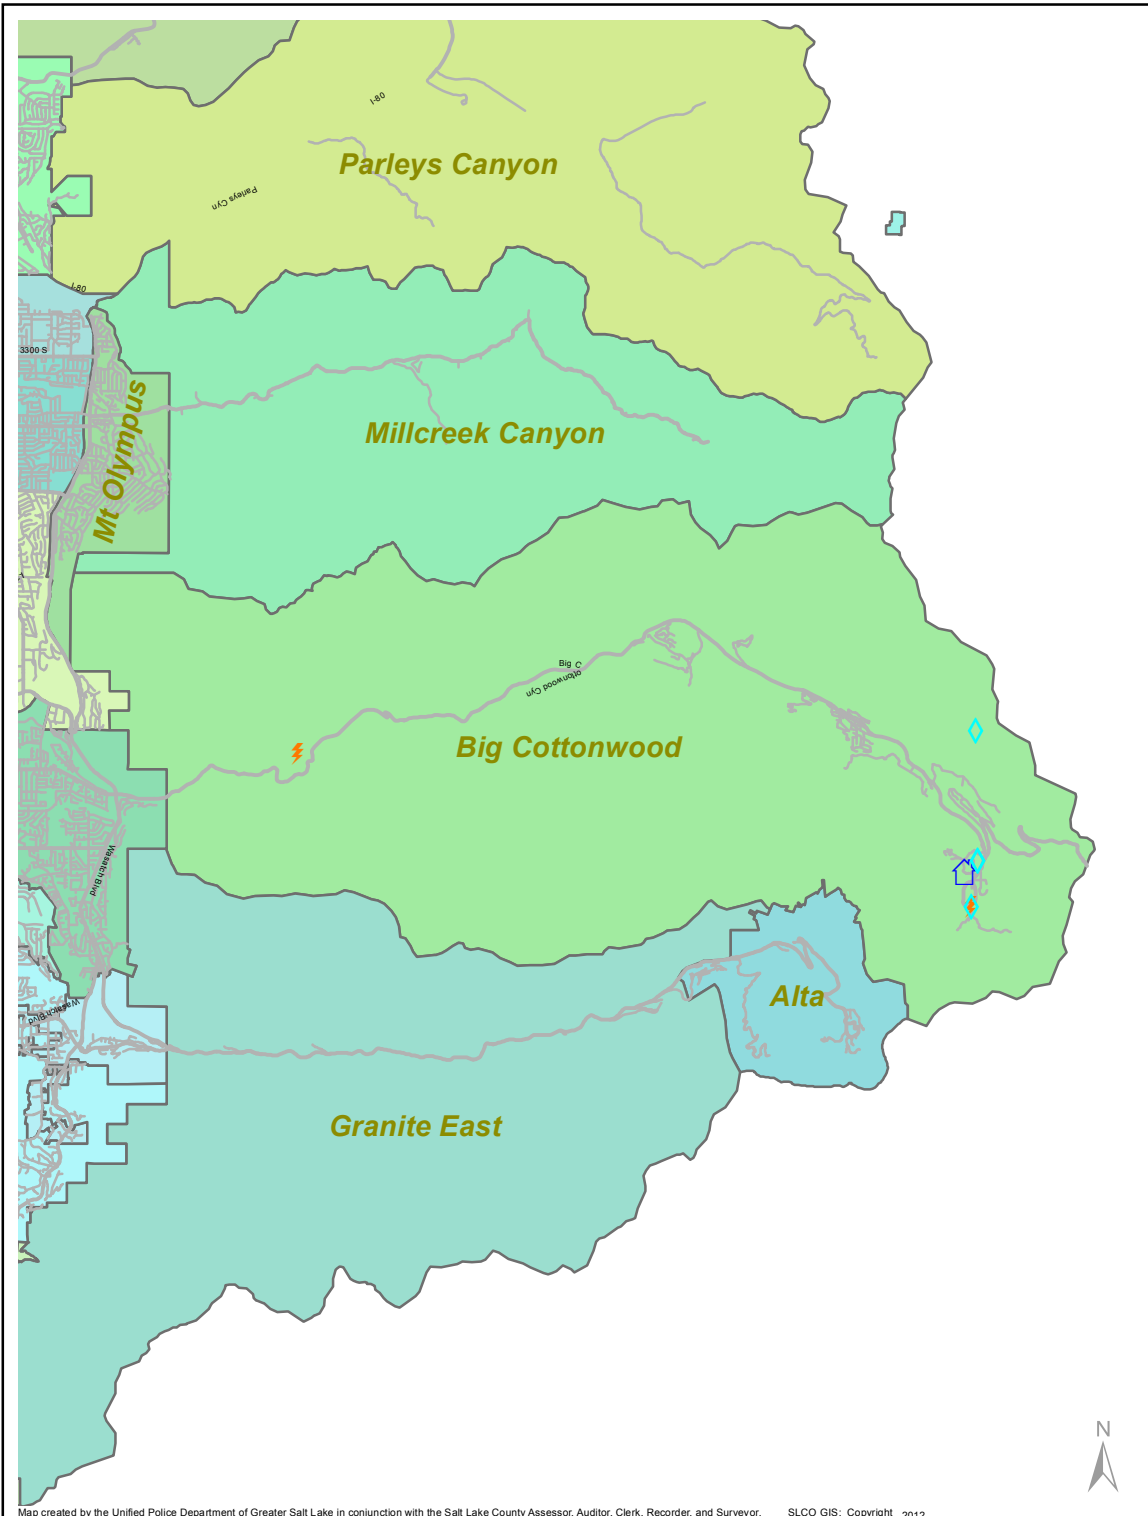 I-80
Parleys Canyon
Parleys Cyn
I-80
3300 S
Mt Olympus
Millcreek Canyon
Big C
ottonwood Cyn
Big Cottonwood
Wasatch Blvd
Alta
Wasatch Blvd
Granite East
N
Map created by the Unified Police Department of Greater Salt Lake in conjunction with the Salt Lake County Assessor, Auditor, Clerk, Recorder, and Surveyor. SLCO GIS: Copyright 2012